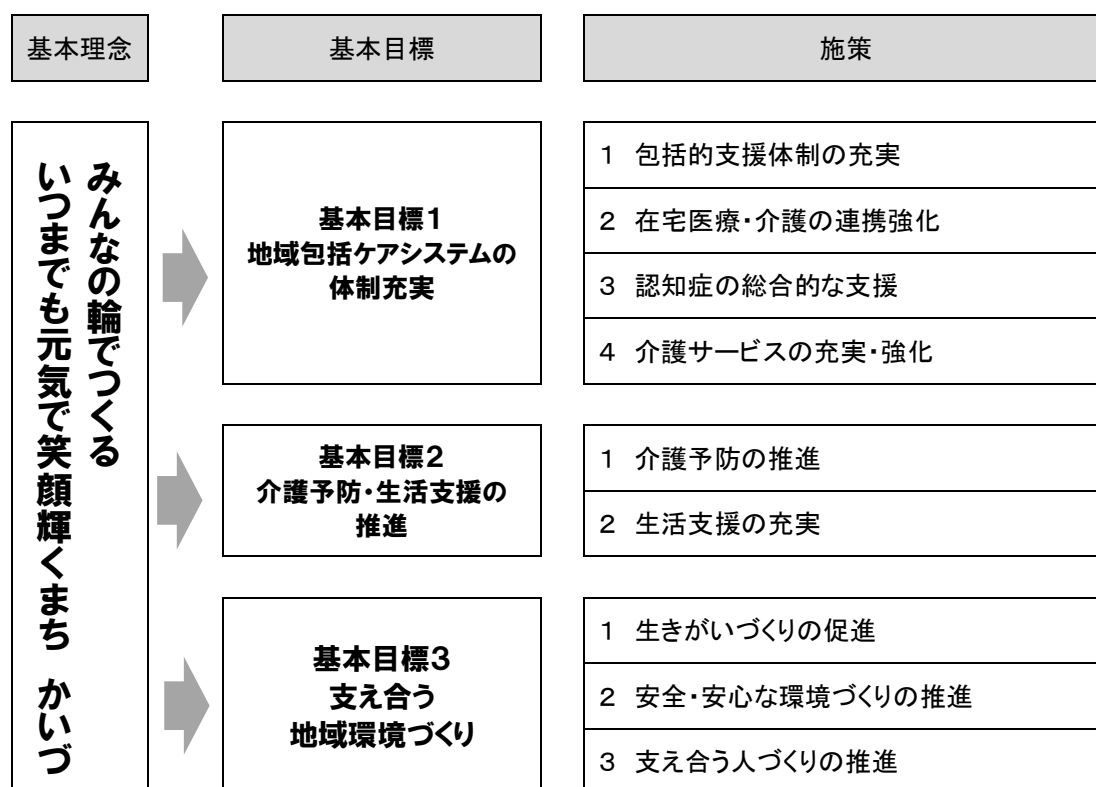 基本理念
基本目標
施策
みんなの輪でつくる
いつまでも元気で笑顔輝くまち かいづ
基本目標1
地域包括ケアシステムの
体制充実
1 包括的支援体制の充実
2 在宅医療・介護の連携強化
3 認知症の総合的な支援
4 介護サービスの充実・強化
基本目標2
介護予防・生活支援の
推進
1 介護予防の推進
2 生活支援の充実
基本目標3
支え合う
地域環境づくり
1 生きがいづくりの促進
2 安全・安心な環境づくりの推進
3 支え合う人づくりの推進